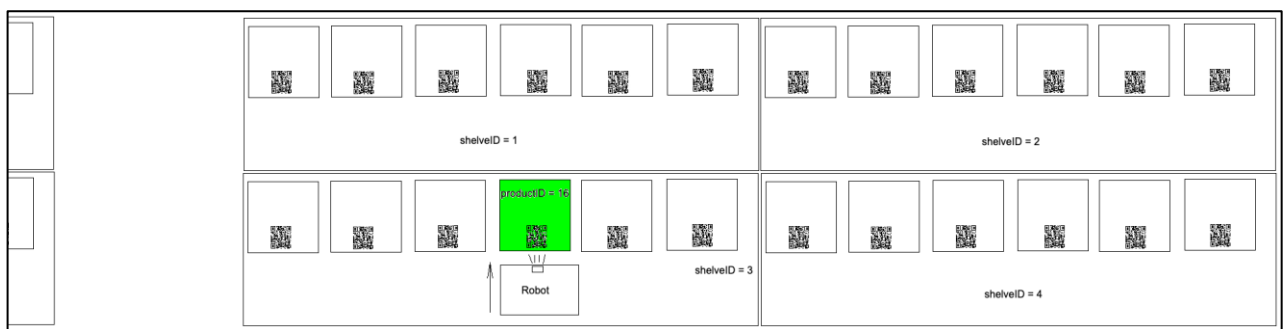 shelveID = 1
shelveID = 2
productID = 16
shelveID = 3
Robot
shelveID = 4